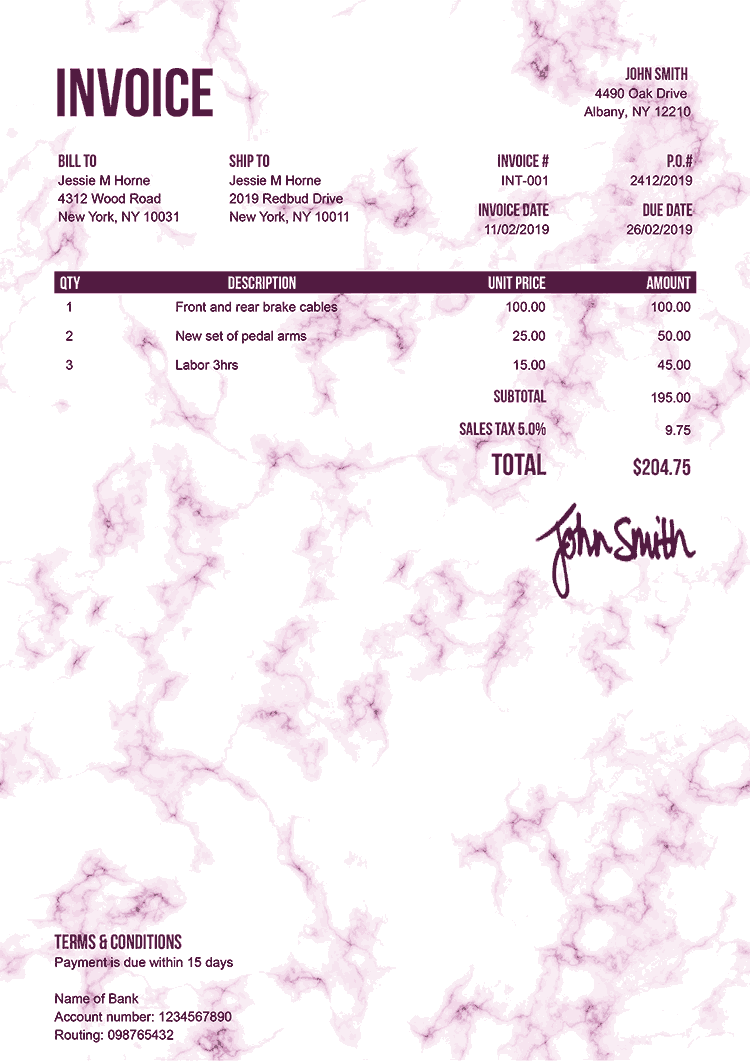 INVOICE
JOHN SMITH
4490 Oak Drive
Albany, NY 12210
BILL TO SHIP TO INVOICE # P.O.#
Jessie M Horne Jessie M Horne INT-001 2412/2019
4312 Wood Road 2019 Redbud Drive
New York, NY 10031 New York, NY 10011
INVOICE DATE DUE DATE
11/02/2019 26/02/2019
QTY DESCRIPTION UNIT PRICE AMOUNT
1 Front and rear brake cables 100.00 100.00
2 New set of pedal arms 25.00 50.00
3 Labor 3hrs 15.00 45.00
SUBTOTAL 195.00
SALES TAX 5.0% 9.75
TOTAL $204.75
John Smith
TERMS & CONDITIONS
Payment is due within 15 days
Name of Bank
Account number: 1234567890
Routing: 098765432